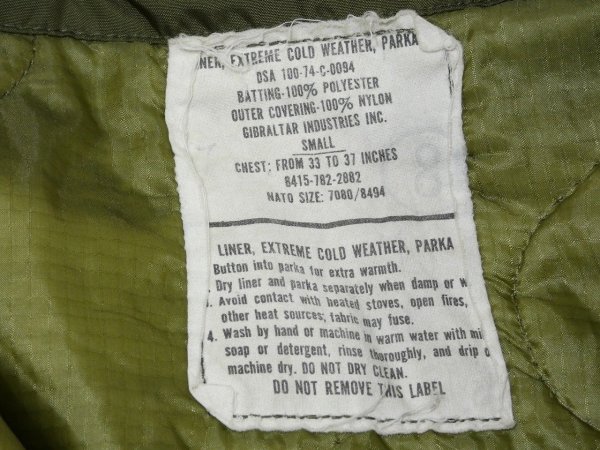 LINER, EXTREME COLD WEATHER, PARKA
DSA 100-74-C-0094
BATTING-100% POLYESTER
OUTER COVERING-100% NYLON
GIBRALTAR INDUSTRIES INC.
SMALL
CHEST: FROM 33 TO 37 INCHES
8415-782-2882
NATO SIZE: 7080/8494
LINER, EXTREME COLD WEATHER, PARKA
Button into parka for extra warmth.
Dry liner and parka separately when damp or w
Avoid contact with heated stoves, open fires,
other heat sources; fabric may fuse.
4. Wash by hand or machine in warm water with mi
soap or detergent, rinse thoroughly, and drip o
machine dry. DO NOT DRY CLEAN.
DO NOT REMOVE THIS LABEL